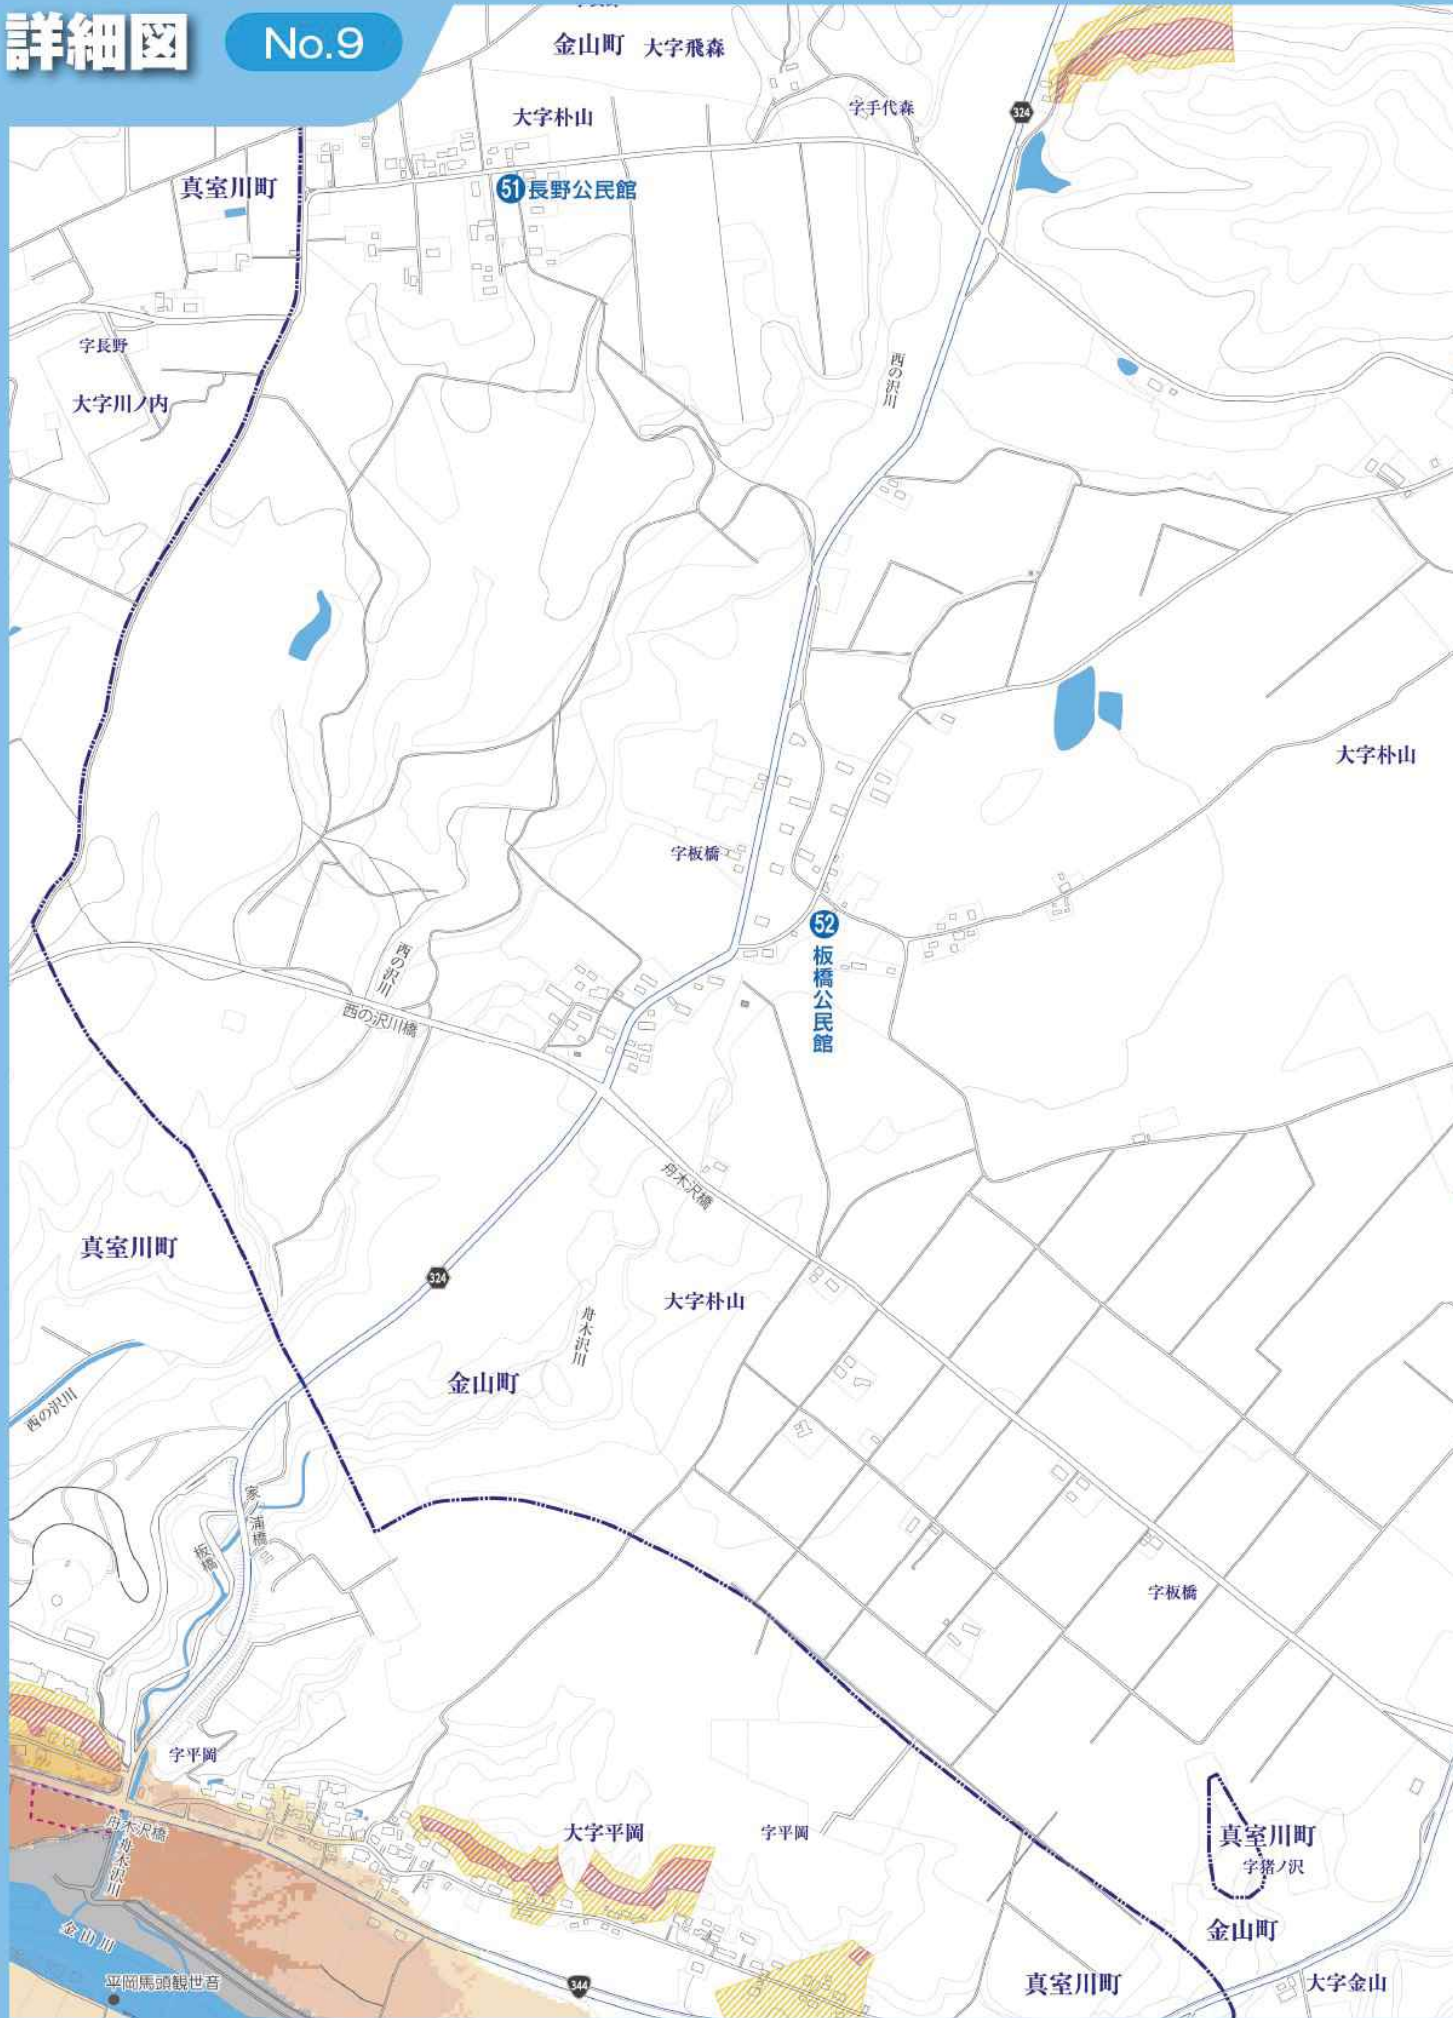 詳細図 No.9
金山町 大字飛森
大字朴山
字手代森
324
真室川町
51 長野公民館
字長野
大字川ノ内
西の沢川
大字朴山
字板橋
52 板橋公民館
西の沢川
西の沢川橋
舟木沢橋
真室川町
324
大字朴山
舟木沢川
金山町
西の沢川
家ノ浦橋
板橋
字板橋
字平岡
舟木沢橋
舟木沢川
大字平岡
字平岡
真室川町
字猪ノ沢
金山町
金山川
平岡馬頭観世音
344
真室川町
大字金山